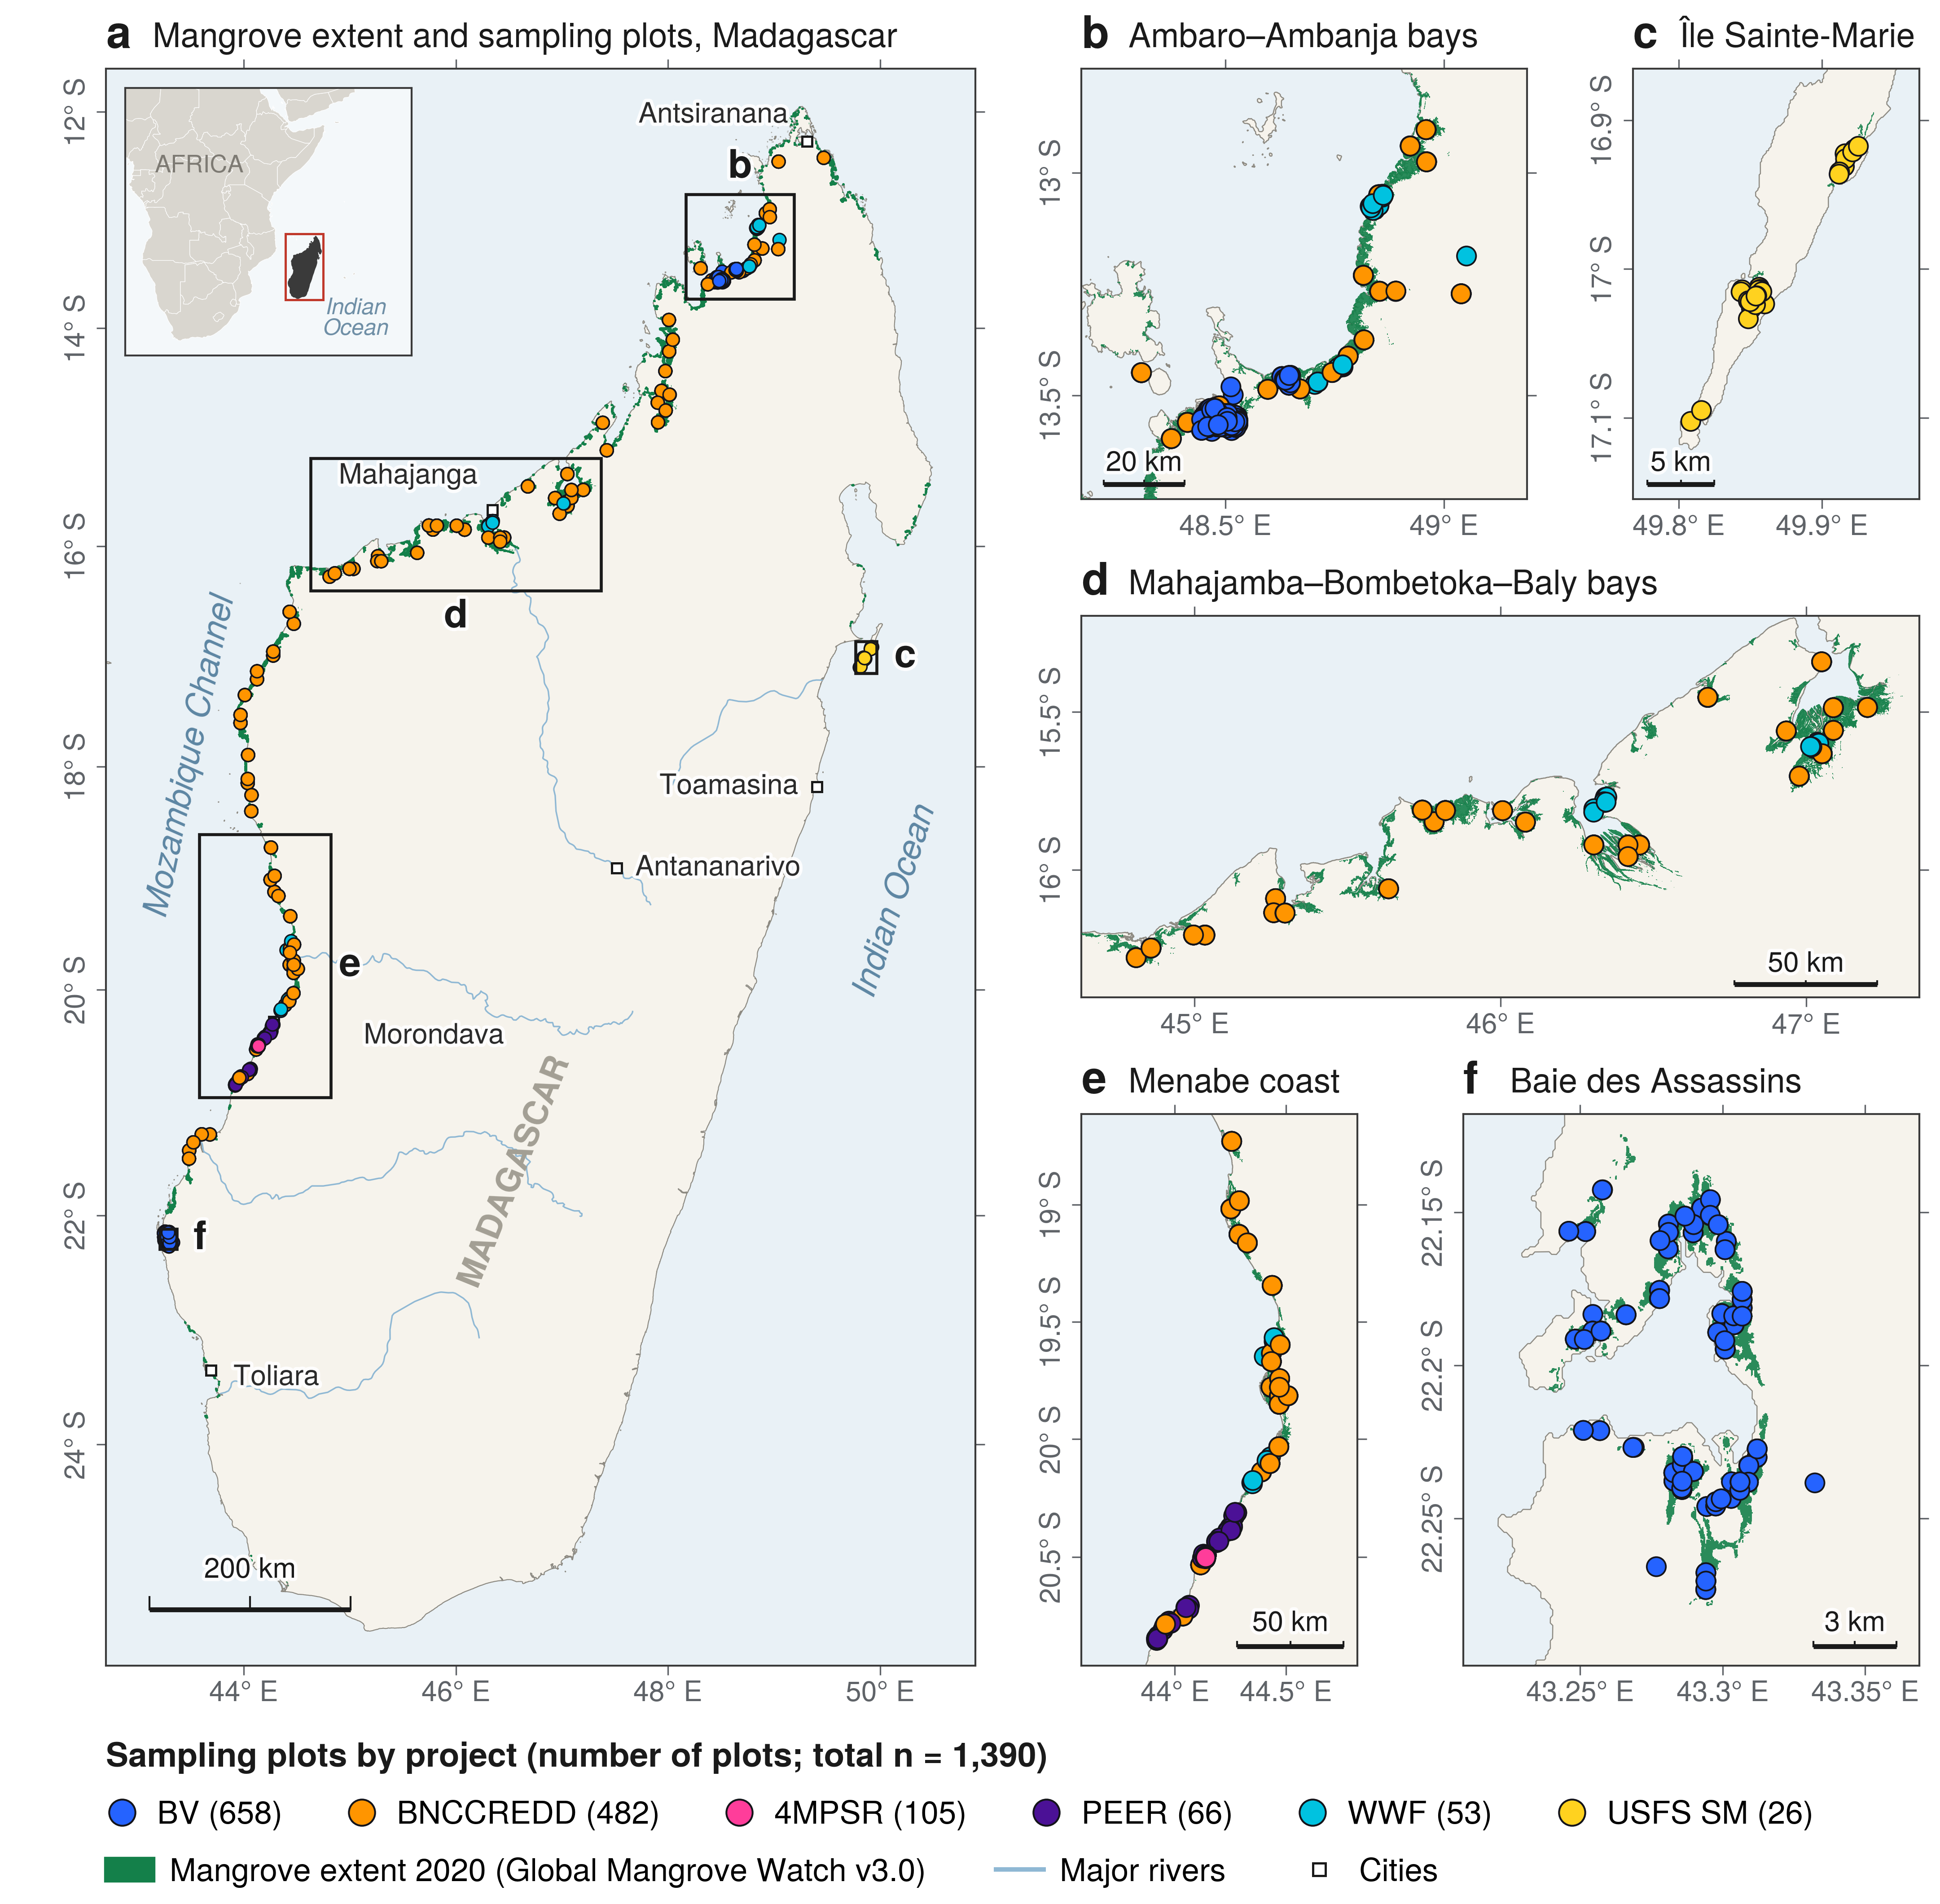 a Mangrove extent and sampling plots, Madagascar
12° S
14° S
16° S
18° S
20° S
22° S
24° S
44° E
46° E
48° E
50° E
AFRICA
Indian
Ocean
Antsiranana
b
Mahajanga
d
c
Mozambique Channel
Toamasina
Antananarivo
Indian Ocean
e
Morondava
MADAGASCAR
f
Toliara
200 km
b Ambaro–Ambanja bays
13° S
13.5° S
20 km
48.5° E
49° E
c Île Sainte-Marie
16.9° S
17° S
17.1° S
5 km
49.8° E
49.9° E
d Mahajamba–Bombetoka–Baly bays
15.5° S
16° S
50 km
45° E
46° E
47° E
e Menabe coast
19° S
19.5° S
20° S
20.5° S
50 km
44° E
44.5° E
f Baie des Assassins
22.15° S
22.2° S
22.25° S
3 km
43.25° E
43.3° E
43.35° E
Sampling plots by project (number of plots; total n = 1,390)
BV (658)
BNCCREDD (482)
4MPSR (105)
PEER (66)
WWF (53)
USFS SM (26)
Mangrove extent 2020 (Global Mangrove Watch v3.0)
Major rivers
Cities